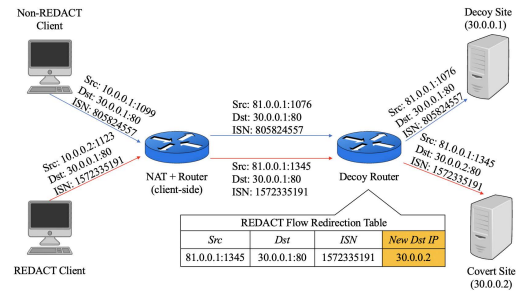 Non-REDACT
Client
Decoy Site
(30.0.0.1)
Src: 10.0.0.1:1099
Dst: 30.0.0.1:80
ISN: 805824557
Src: 81.0.0.1:1076
Dst: 30.0.0.1:80
ISN: 805824557
Src: 81.0.0.1:1076
Dst: 30.0.0.1:80
ISN: 805824557
Src: 10.0.0.2:1123
Dst: 30.0.0.1:80
ISN: 1572335191
NAT + Router
(client-side)
Src: 81.0.0.1:1345
Dst: 30.0.0.1:80
ISN: 1572335191
Decoy Router
Src: 81.0.0.1:1345
Dst: 30.0.0.2:80
ISN: 1572335191
REDACT Client
REDACT Flow Redirection Table
Src Dst ISN New Dst IP
81.0.0.1:1345 30.0.0.1:80 1572335191 30.0.0.2
Covert Site
(30.0.0.2)